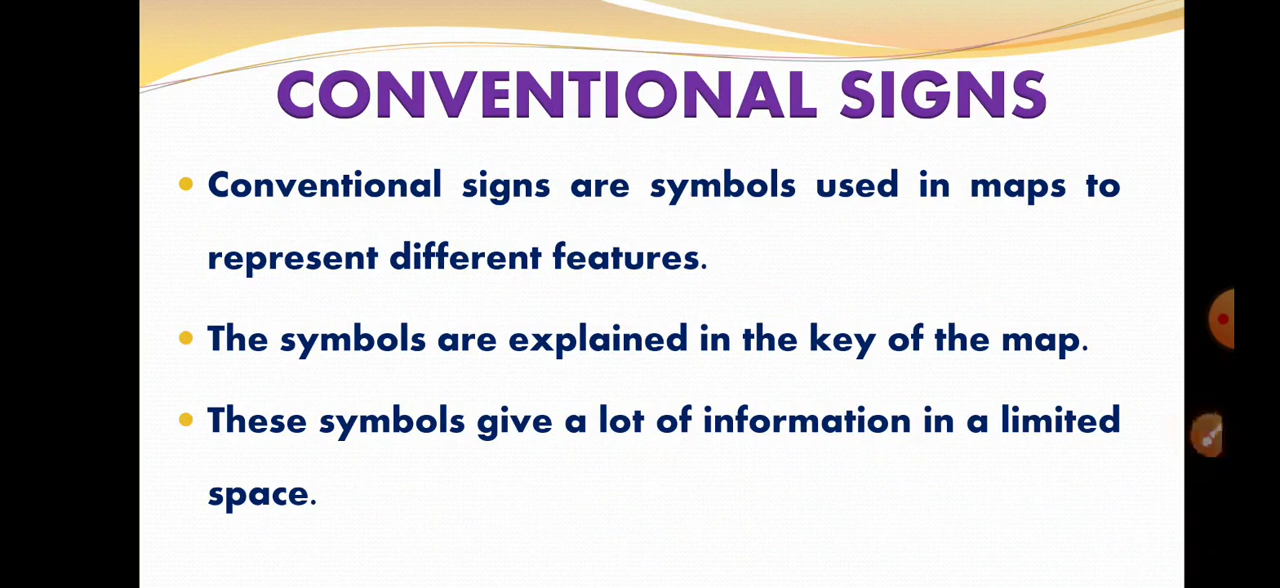 CONVENTIONAL SIGNS
Conventional signs are symbols used in maps to
represent different features.
The symbols are explained in the key of the map.
These symbols give a lot of information in a limited
space.